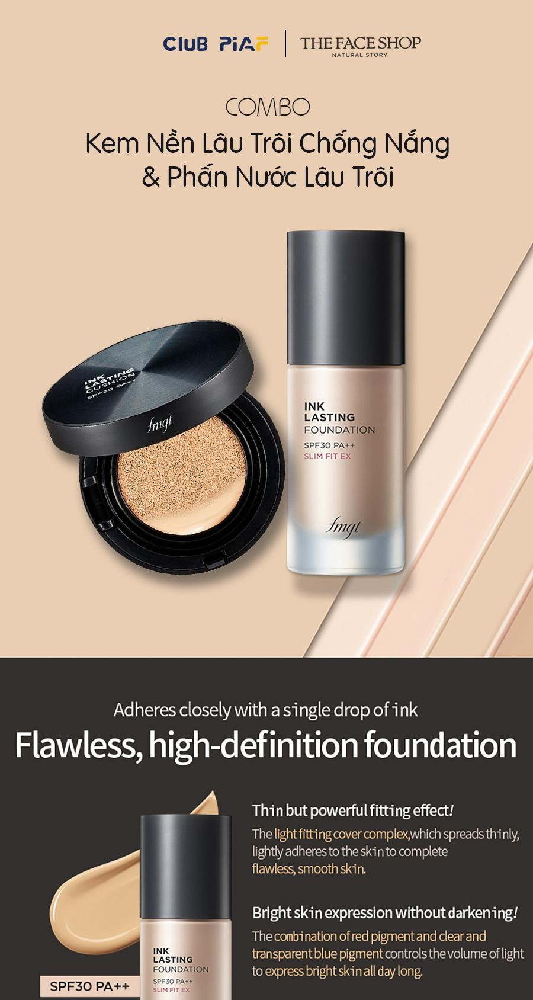 CluB PiAF | THE FACE SHOP
NATURAL STORY
COMBO
Kem Nền Lâu Trôi Chống Nắng
& Phấn Nước Lâu Trôi
INK
LASTING
CUSHION
SPF30 PA++
fmgt
INK
LASTING
FOUNDATION
SPF30 PA++
SLIM FIT EX
fmgt
Adheres closely with a single drop of ink
Flawless, high-definition foundation
Thin but powerful fitting effect!
The light fitting cover complex,which spreads thinly,
lightly adheres to the skin to complete
flawless, smooth skin.
Bright skin expression without darkening!
The combination of red pigment and clear and
transparent blue pigment controls the volume of light
to express bright skin all day long.
INK
LASTING
FOUNDATION
SPF30 PA++
SLIM FIT EX
SPF30 PA++